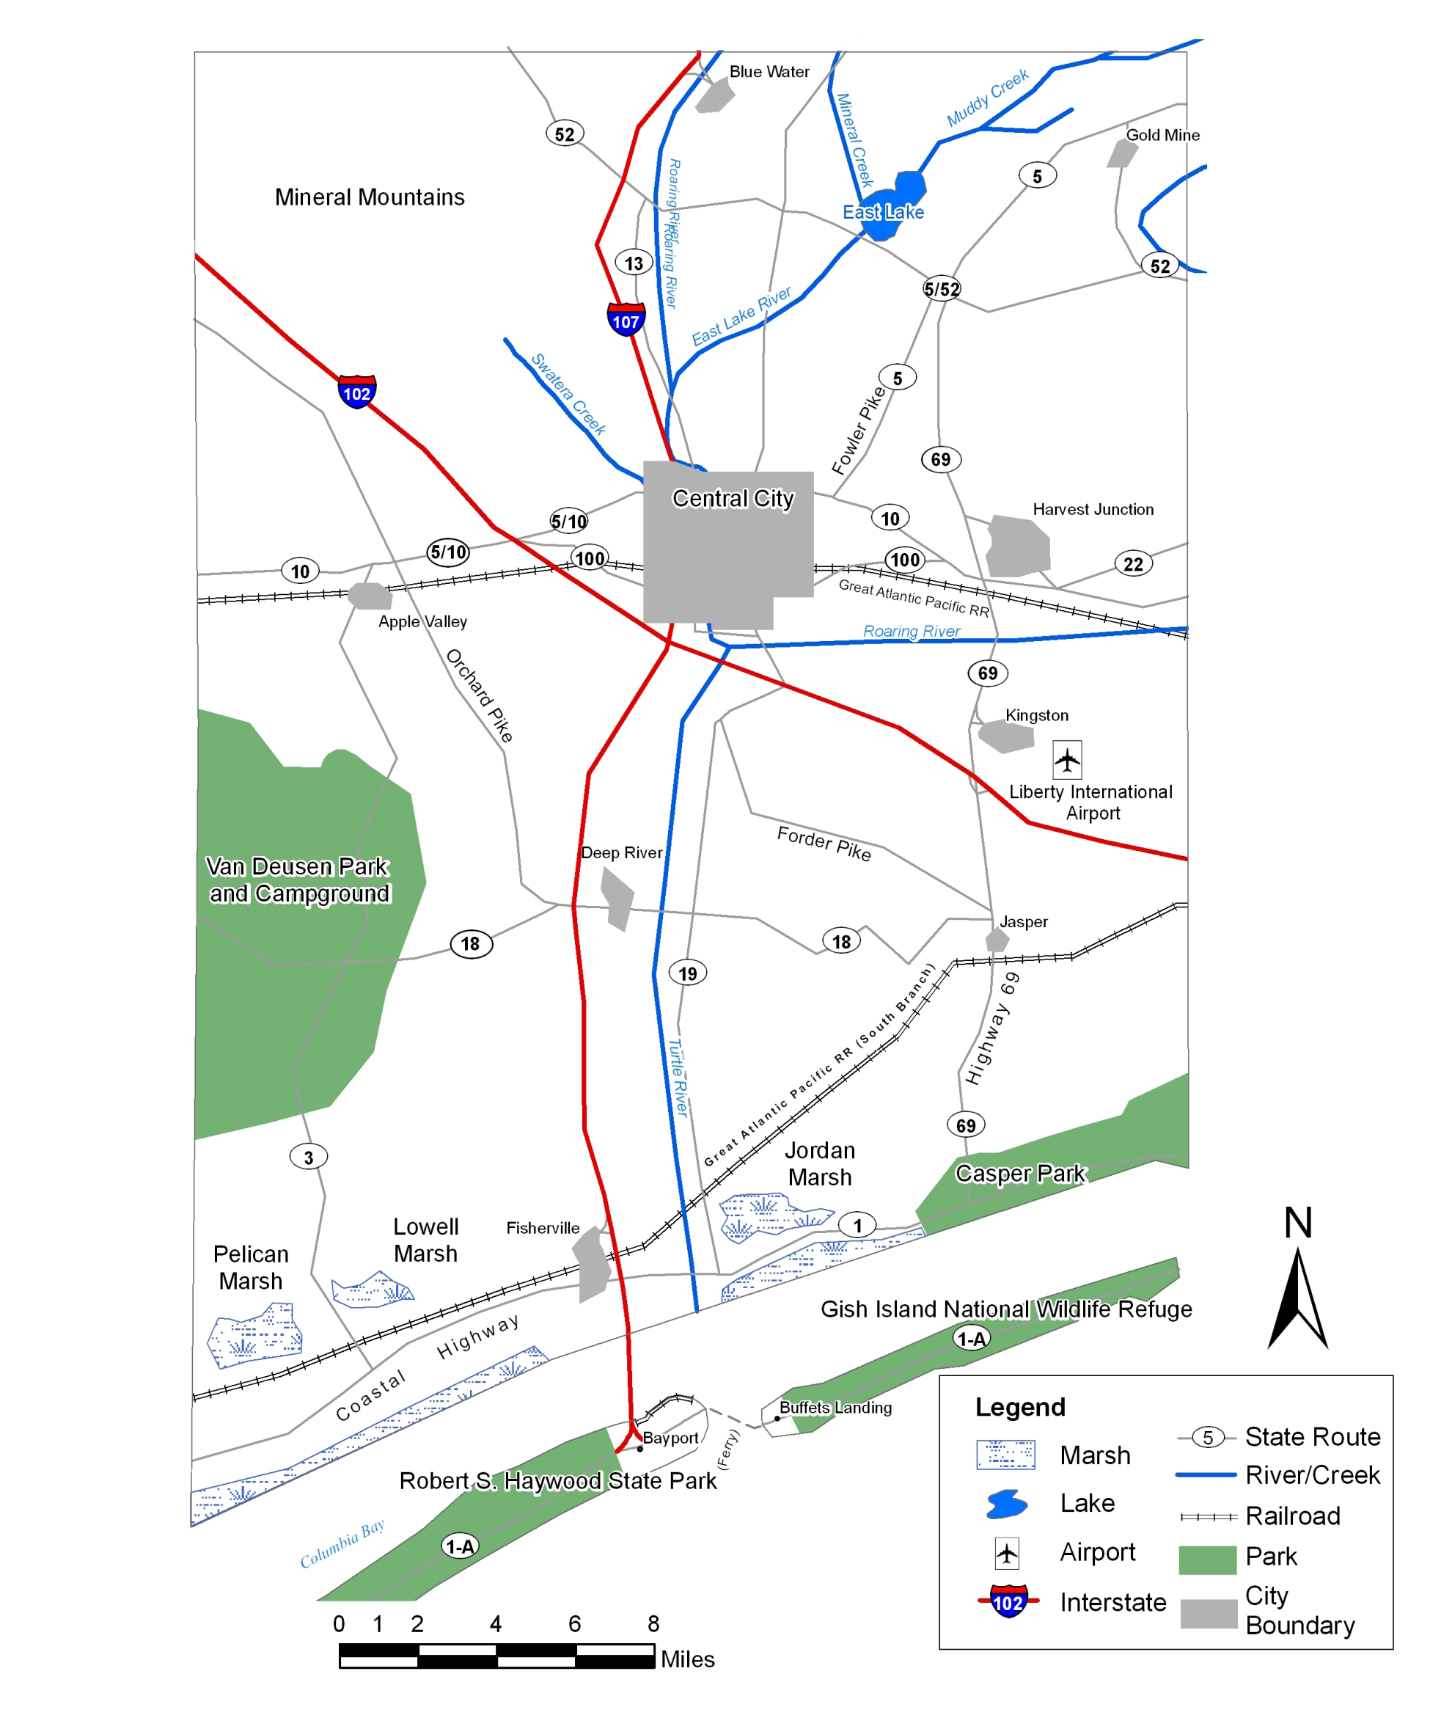 Blue Water
52
Muddy Creek
Mineral Creek
Gold Mine
Roaring River
5
Mineral Mountains
East Lake
Roaring River
13
52
5/52
107
East Lake River
Swatera Creek
102
5
Fowler Pike
69
Central City
Harvest Junction
5/10
10
5/10
100
100
22
10
Great Atlantic Pacific RR
Apple Valley
Roaring River
Orchard Pike
69
Kingston
Liberty International
Airport
Forder Pike
Deep River
Van Deusen Park
and Campground
Jasper
18
18
19
Highway 69
Great Atlantic Pacific RR (South Branch)
Turtle River
69
3
Jordan
Marsh
Casper Park
Lowell
Marsh
Fisherville
1
Pelican
Marsh
Coastal Highway
Gish Island National Wildlife Refuge
1-A
Buffets Landing
Bayport
(Ferry)
Robert S. Haywood State Park
Columbia Bay
1-A
N
Legend
Marsh
Lake
Airport
102
Interstate
5
State Route
River/Creek
Railroad
Park
City
Boundary
0 1 2 4 6 8
Miles